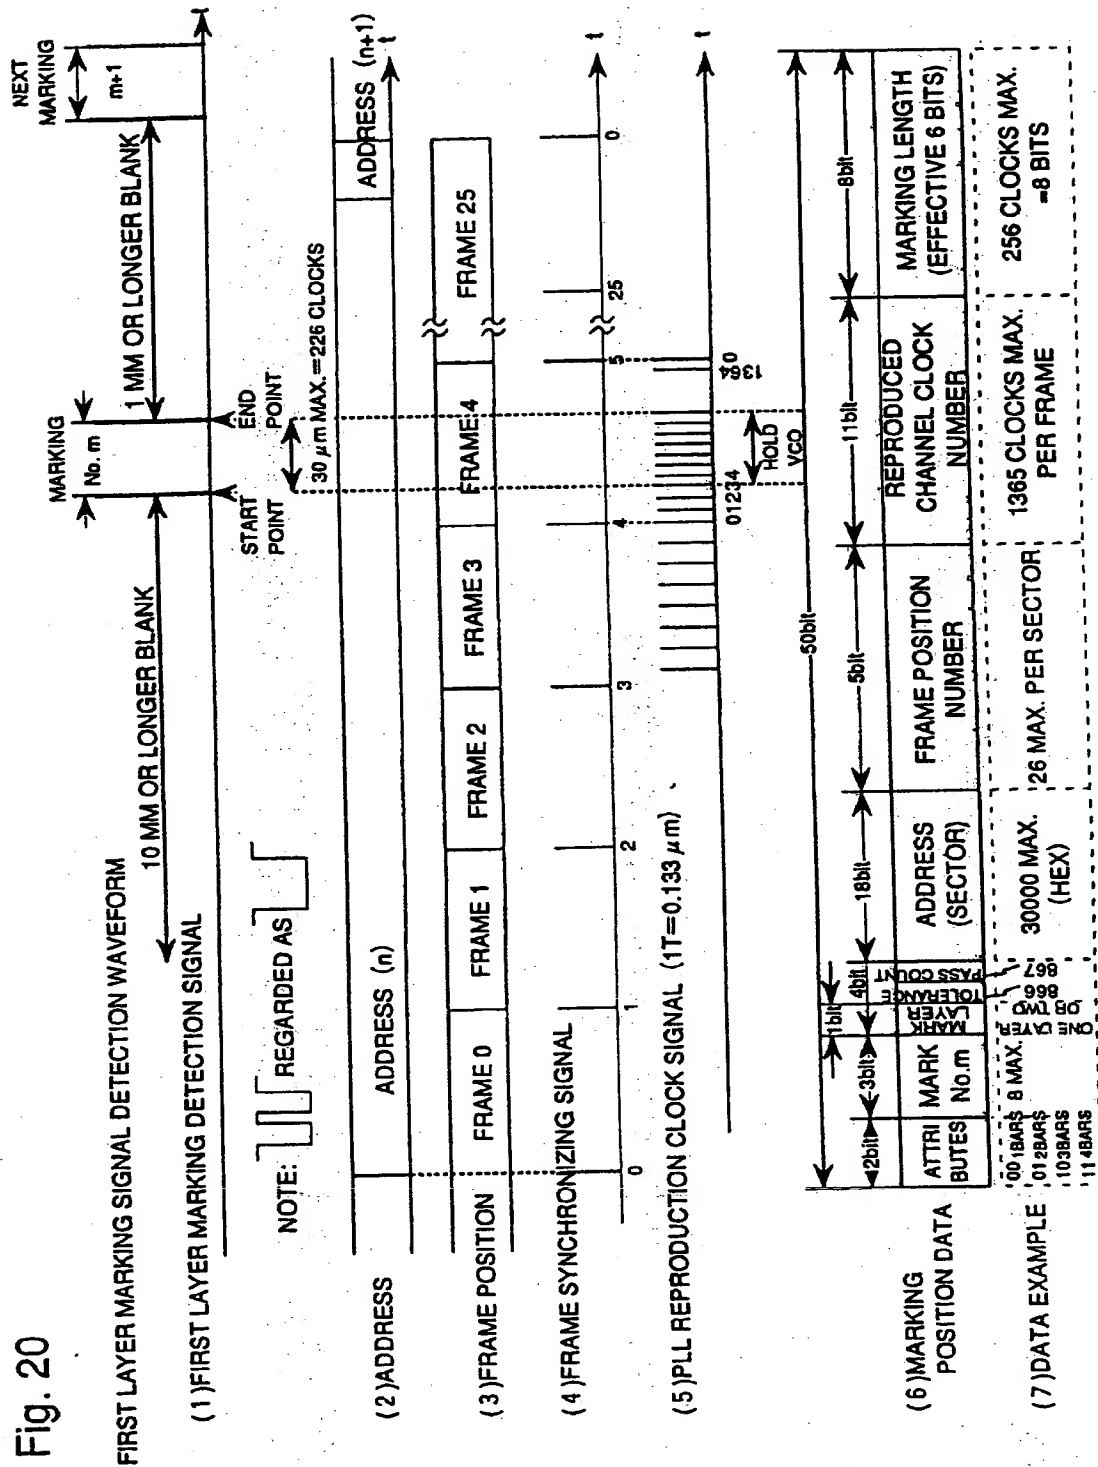 Fig. 20
FIRST LAYER MARKING SIGNAL DETECTION WAVEFORM
MARKING
No. m
NEXT
MARKING
m+1
10 MM OR LONGER BLANK
1 MM OR LONGER BLANK
(1)FIRST LAYER MARKING DETECTION SIGNAL
t
START
POINT
END
POINT
NOTE:
REGARDED AS
30 μm MAX.=226 CLOCKS
(2)ADDRESS
ADDRESS (n)
ADDRESS (n+1)
t
(3)FRAME POSITION
FRAME 0
FRAME 1
FRAME 2
FRAME 3
FRAME 4
FRAME 25
(4)FRAME SYNCHRONIZING SIGNAL
0
1
2
3
4
5
25
0
t
(5)PLL REPRODUCTION CLOCK SIGNAL (1T=0.133 μm)
01234
1364
0
t
HOLD
VCO
50bit
2bit
3bit
1bit
4bit
18bit
5bit
11bit
8bit
(6)MARKING
POSITION DATA
ATTRI
BUTES
MARK
No.m
MARK
LAYER
TOLERANCE
PASS COUNT
ADDRESS
(SECTOR)
FRAME POSITION
NUMBER
REPRODUCED
CHANNEL CLOCK
NUMBER
MARKING LENGTH
(EFFECTIVE 6 BITS)
(7)DATA EXAMPLE
00 1BARS
01 2BARS
10 3BARS
11 4BARS
8 MAX.
ONE LAYER
OR TWO
866
867
30000 MAX.
(HEX)
26 MAX. PER SECTOR
1365 CLOCKS MAX.
PER FRAME
256 CLOCKS MAX.
=8 BITS